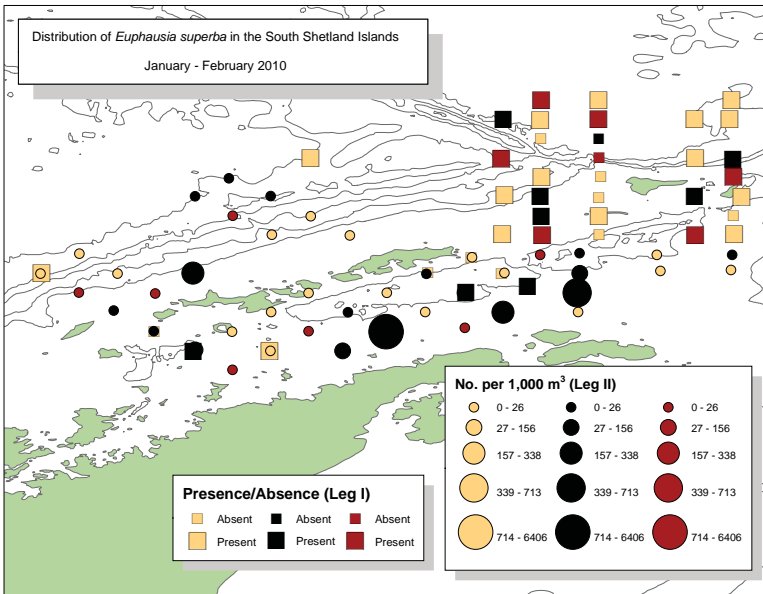 Distribution of Euphausia superba in the South Shetland Islands
January - February 2010
No. per 1,000 m³ (Leg II)
0 - 26 0 - 26 0 - 26
27 - 156 27 - 156 27 - 156
157 - 338 157 - 338 157 - 338
339 - 713 339 - 713 339 - 713
714 - 6406 714 - 6406 714 - 6406
Presence/Absence (Leg I)
Absent Absent Absent
Present Present Present